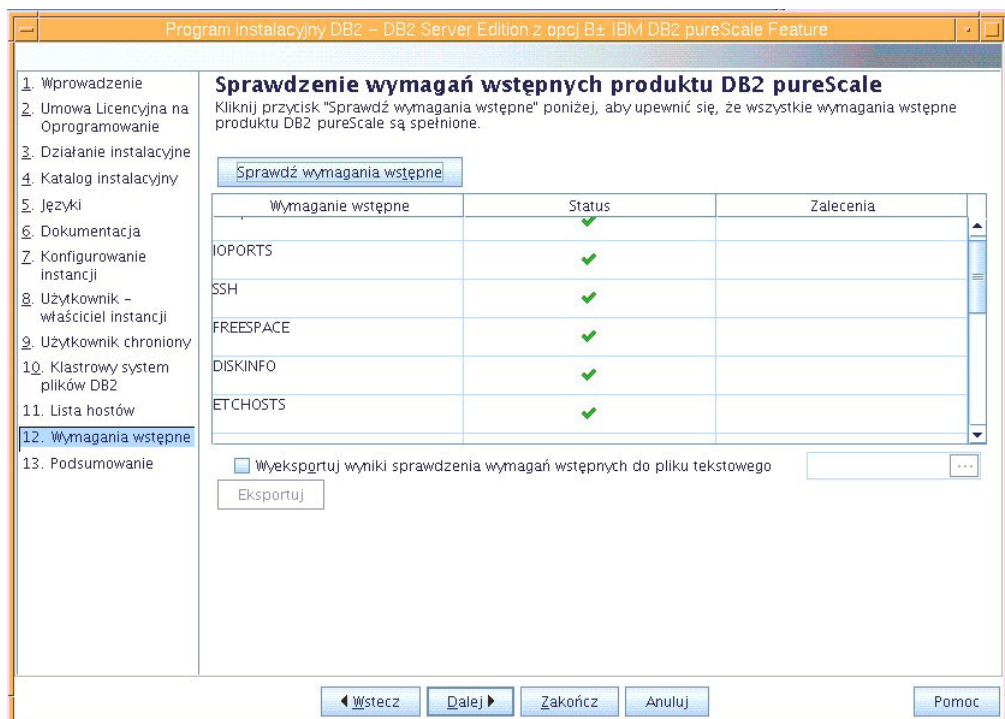 Program instalacyjny DB2 – DB2 Server Edition z opcj B± IBM DB2 pureScale Feature
1. Wprowadzenie
2. Umowa Licencyjna na
Oprogramowanie
3. Działanie instalacyjne
4. Katalog instalacyjny
5. Języki
6. Dokumentacja
7. Konfigurowanie
instancji
8. Użytkownik –
właściciel instancji
9. Użytkownik chroniony
10. Klastrowy system
plików DB2
11. Lista hostów
12. Wymagania wstępne
13. Podsumowanie
Sprawdzenie wymagań wstępnych produktu DB2 pureScale
Kliknij przycisk "Sprawdź wymagania wstępne" poniżej, aby upewnić się, że wszystkie wymagania wstępne
produktu DB2 pureScale są spełnione.
Sprawdź wymagania wstępne
Wymaganie wstępne Status Zalecenia
IOPORTS
SSH
FREESPACE
DISKINFO
ETCHOSTS
Wyeksportuj wyniki sprawdzenia wymagań wstępnych do pliku tekstowego ...
Eksportuj
Wstecz Dalej Zakończ Anuluj Pomoc